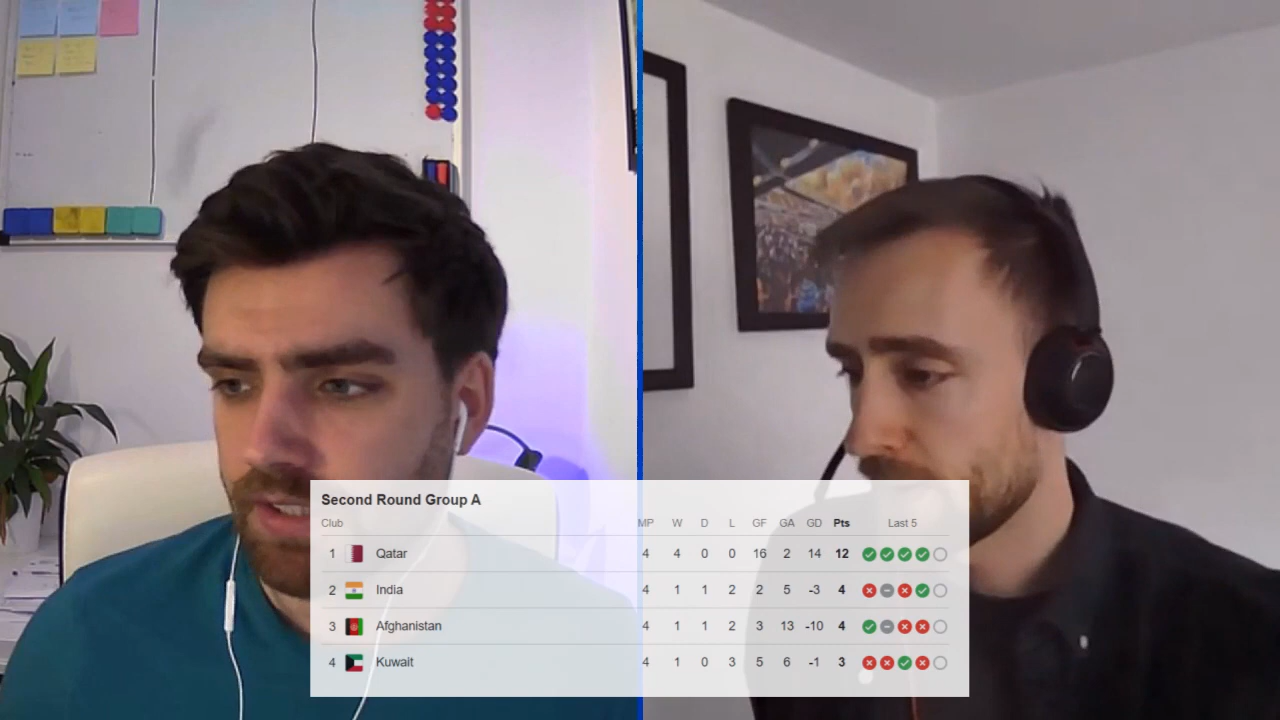 Second Round Group A
Club MP W D L GF GA GD Pts Last 5
1 Qatar 4 4 0 0 16 2 14 12
2 India 4 1 1 2 2 5 -3 4
3 Afghanistan 4 1 1 2 3 13 -10 4
4 Kuwait 4 1 0 3 5 6 -1 3